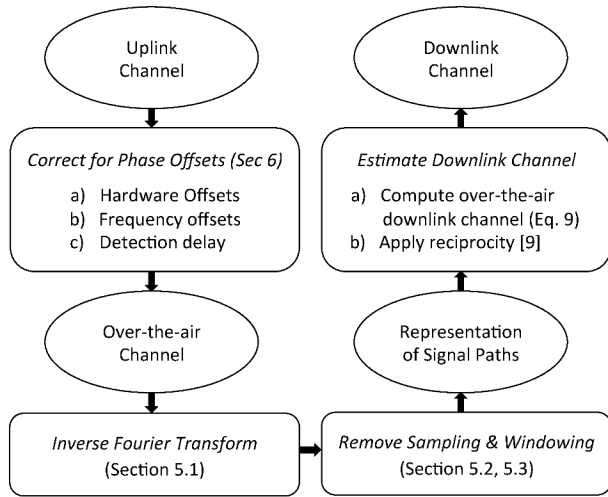 Uplink
Channel
Correct for Phase Offsets (Sec 6)
a) Hardware Offsets
b) Frequency offsets
c) Detection delay
Over-the-air
Channel
Inverse Fourier Transform
(Section 5.1)
Remove Sampling & Windowing
(Section 5.2, 5.3)
Representation
of Signal Paths
Estimate Downlink Channel
a) Compute over-the-air
downlink channel (Eq. 9)
b) Apply reciprocity [9]
Downlink
Channel